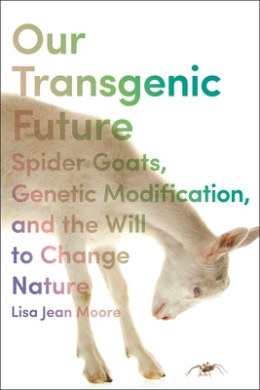 Our
Transgenic
Future
Spider Goats,
Genetic Modification,
and the Will
to Change
Nature
Lisa Jean Moore